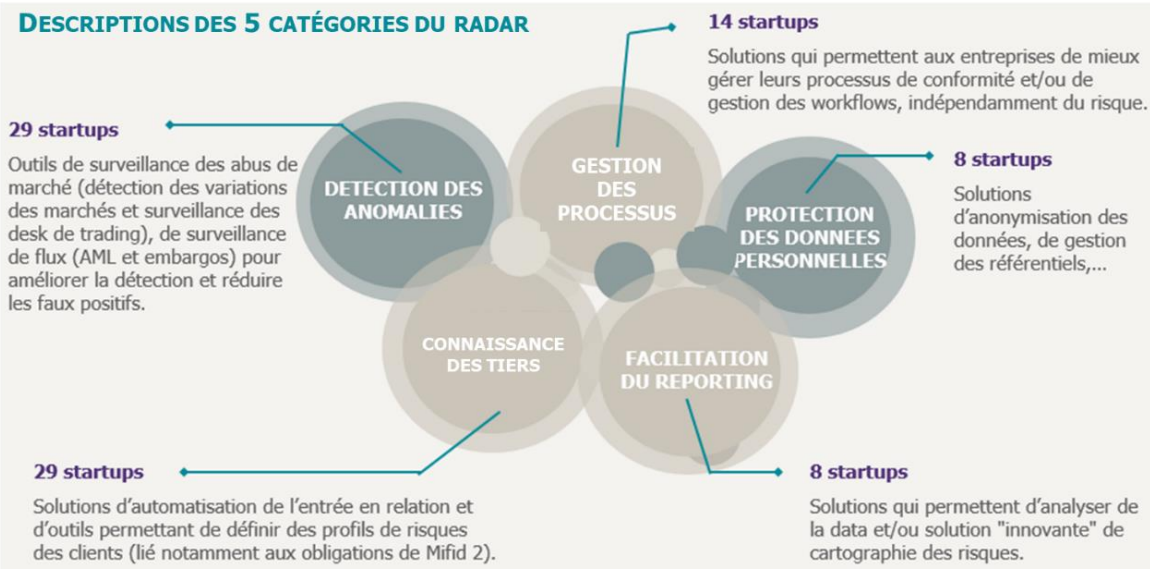 DESCRIPTIONS DES 5 CATÉGORIES DU RADAR
14 startups
Solutions qui permettent aux entreprises de mieux
gérer leurs processus de conformité et/ou de
gestion des workflows, indépendamment du risque.
29 startups
Outils de surveillance des abus de
marché (détection des variations
des marchés et surveillance des
desk de trading), de surveillance
de flux (AML et embargos) pour
améliorer la détection et réduire
les faux positifs.
DETECTION DES
ANOMALIES
GESTION
DES
PROCESSUS
PROTECTION
DES DONNEES
PERSONNELLES
8 startups
Solutions
d’anonymisation des
données, de gestion
des référentiels,...
CONNAISSANCE
DES TIERS
FACILITATION
DU REPORTING
29 startups
Solutions d’automatisation de l’entrée en relation et
d’outils permettant de définir des profils de risques
des clients (lié notamment aux obligations de Mifid 2).
8 startups
Solutions qui permettent d’analyser de
la data et/ou solution "innovante" de
cartographie des risques.